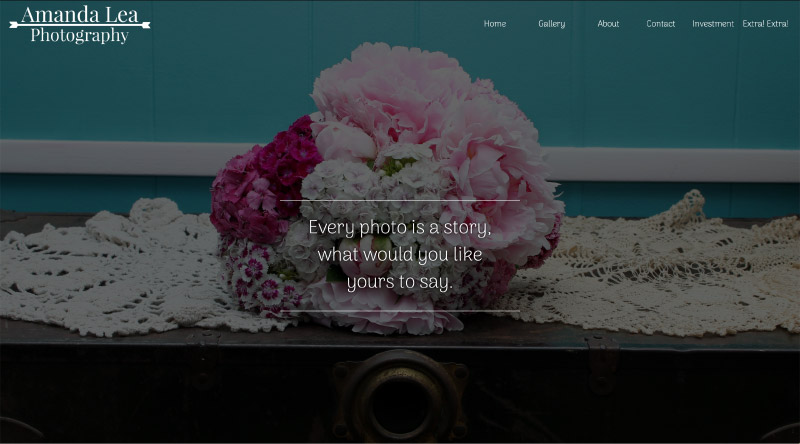 Amanda Lea
Photography
Home Gallery About Contact Investment Extra! Extra!
Every photo is a story,
what would you like
yours to say.